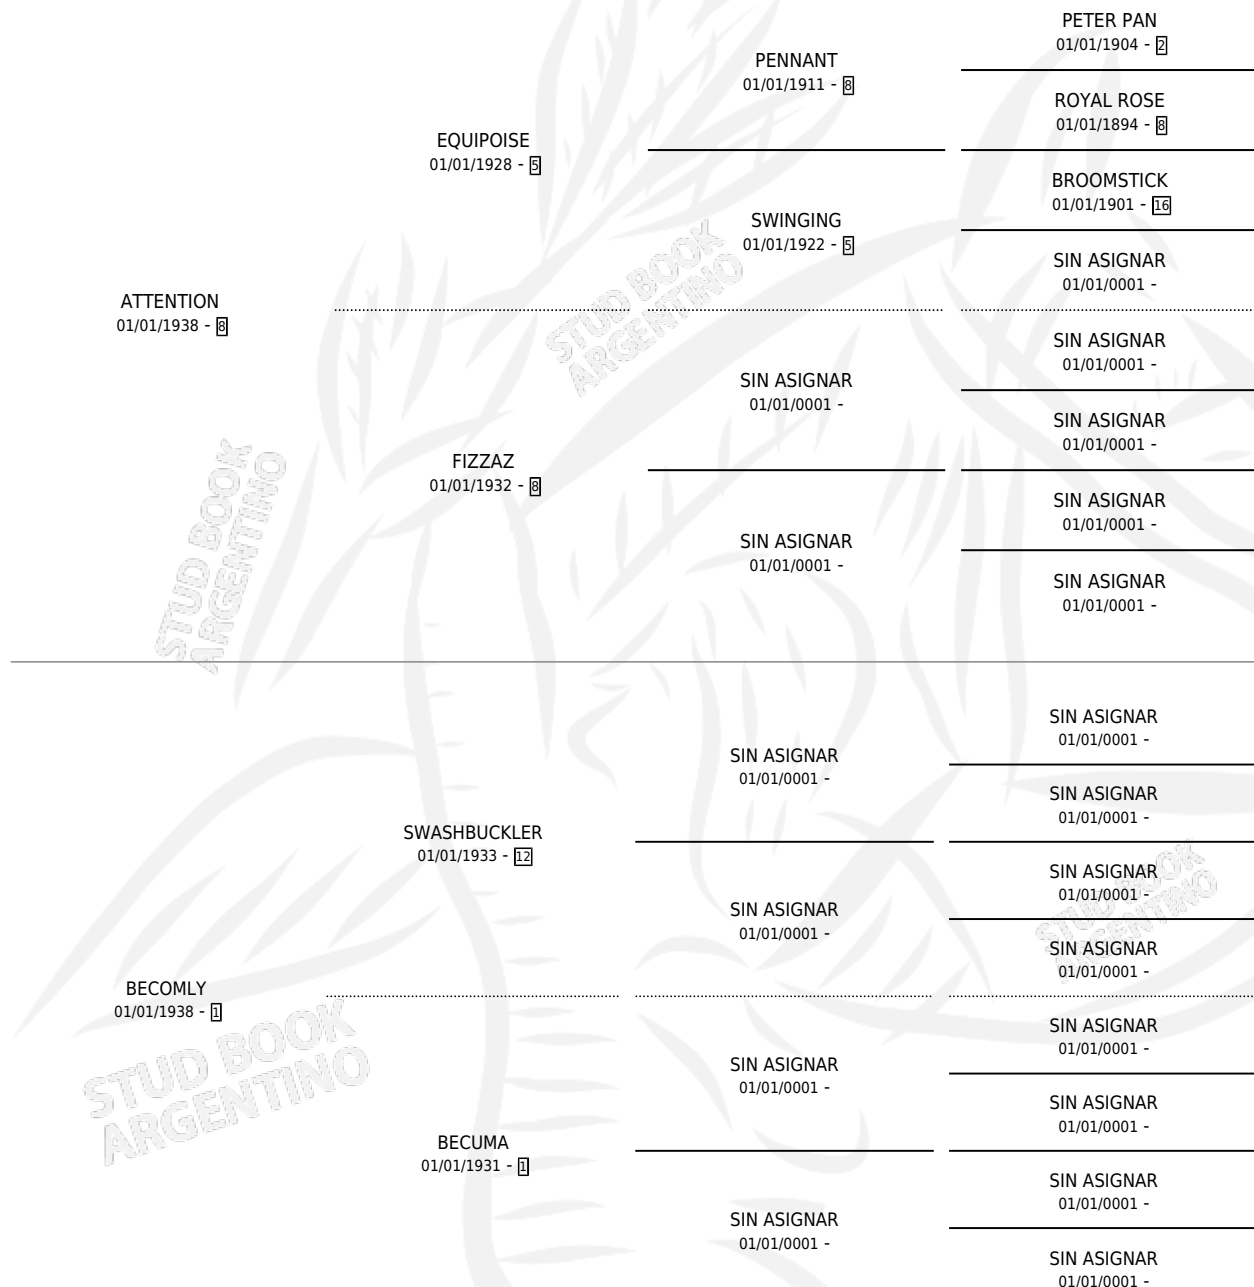 PETER PAN
01/01/1904 - 2
PENNANT
01/01/1911 - 8
ROYAL ROSE
01/01/1894 - 8
EQUIPOISE
01/01/1928 - 5
BROOMSTICK
01/01/1901 - 16
SWINGING
01/01/1922 - 5
SIN ASIGNAR
01/01/0001 -
ATTENTION
01/01/1938 - 8
SIN ASIGNAR
01/01/0001 -
SIN ASIGNAR
01/01/0001 -
SIN ASIGNAR
01/01/0001 -
FIZZAZ
01/01/1932 - 8
SIN ASIGNAR
01/01/0001 -
SIN ASIGNAR
01/01/0001 -
SIN ASIGNAR
01/01/0001 -
STUD BOOK
ARGENTINO
STUD BOOK
ARGENTINO
SIN ASIGNAR
01/01/0001 -
SIN ASIGNAR
01/01/0001 -
SIN ASIGNAR
01/01/0001 -
SWASHBUCKLER
01/01/1933 - 12
SIN ASIGNAR
01/01/0001 -
SIN ASIGNAR
01/01/0001 -
SIN ASIGNAR
01/01/0001 -
STUD BOOK
ARGENTINO
BECOMLY
01/01/1938 - 1
SIN ASIGNAR
01/01/0001 -
SIN ASIGNAR
01/01/0001 -
SIN ASIGNAR
01/01/0001 -
STUD BOOK
ARGENTINO
BECUMA
01/01/1931 - 1
SIN ASIGNAR
01/01/0001 -
SIN ASIGNAR
01/01/0001 -
SIN ASIGNAR
01/01/0001 -